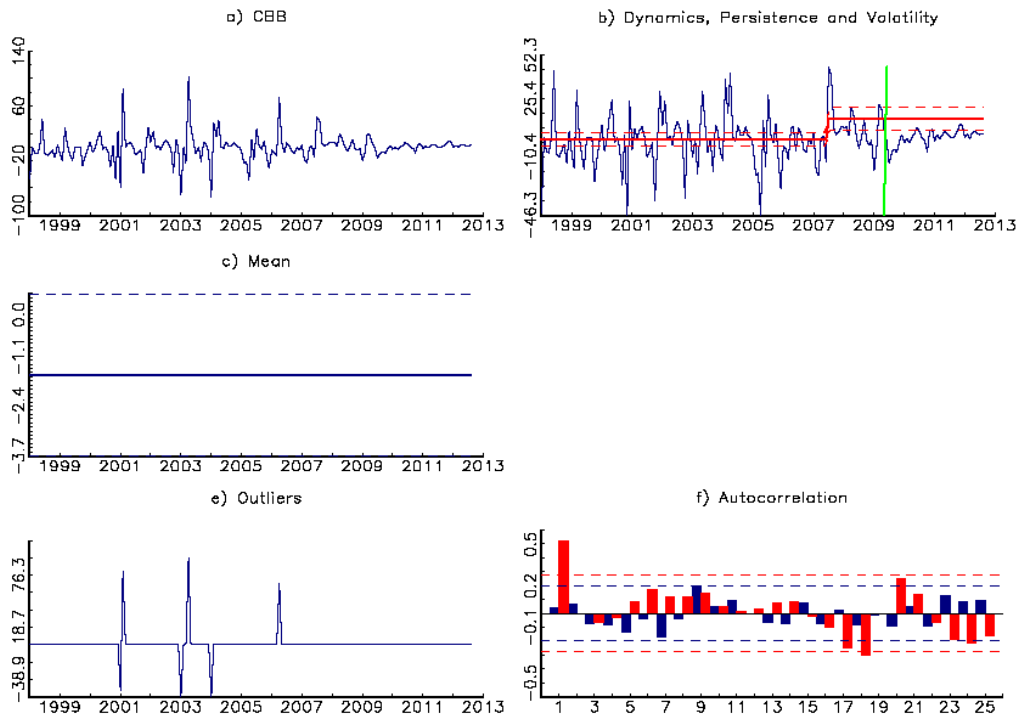 a) CBB
140
60
-20
-100
1999 2001 2003 2005 2007 2009 2011 2013
b) Dynamics, Persistence and Volatility
52.3
25.4
-10.4
-46.3
1999 2001 2003 2005 2007 2009 2011 2013
c) Mean
0.0
-1.1
-2.4
-3.7
1999 2001 2003 2005 2007 2009 2011 2013
e) Outliers
76.3
18.7
-38.9
1999 2001 2003 2005 2007 2009 2011 2013
f) Autocorrelation
0.5
0.2
-0.1
-0.5
1 3 5 7 9 11 13 15 17 19 21 23 25